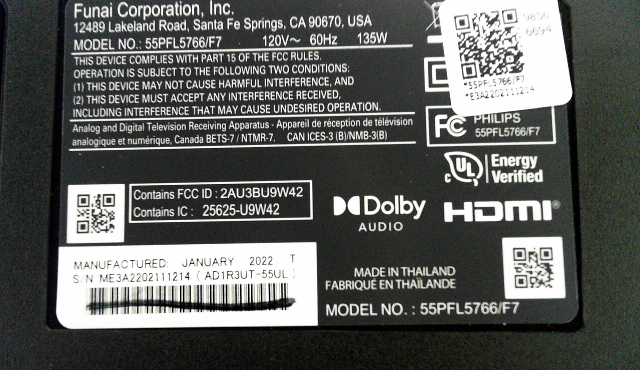 Funai Corporation, Inc.
12489 Lakeland Road, Santa Fe Springs, CA 90670, USA
MODEL NO.: 55PFL5766/F7 120V~ 60Hz 135W
THIS DEVICE COMPLIES WITH PART 15 OF THE FCC RULES.
OPERATION IS SUBJECT TO THE FOLLOWING TWO CONDITIONS:
(1) THIS DEVICE MAY NOT CAUSE HARMFUL INTERFERENCE, AND
(2) THIS DEVICE MUST ACCEPT ANY INTERFERENCE RECEIVED,
INCLUDING INTERFERENCE THAT MAY CAUSE UNDESIRED OPERATION.
Analog and Digital Television Receiving Apparatus - Appareil de réception de télévision
analogique et numérique, Canada BETS-7 / NTMR-7. CAN ICES-3 (B)/NMB-3(B)
6694
*55PFL5766/F7
*E3A2202111214
FC PHILIPS
55PFL5766/F7
c UL Energy
Verified
Contains FCC ID : 2AU3BU9W42
Contains IC : 25625-U9W42
Dolby
AUDIO
HDMI®
MANUFACTURED: JANUARY 2022 T
S/N ME3A2202111214 ( AD1R3UT-55UL )
MADE IN THAILAND
FABRIQUÉ EN THAÏLANDE
MODEL NO. : 55PFL5766/F7